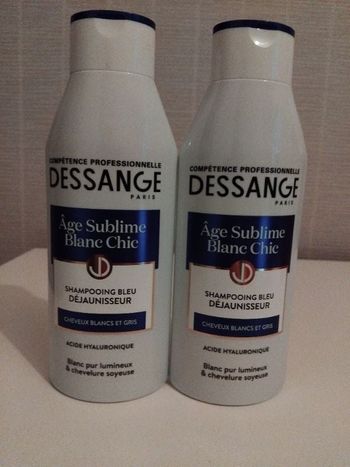 COMPÉTENCE PROFESSIONNELLE
DESSANGE
PARIS
Âge Sublime
Blanc Chic
JD
SHAMPOOING BLEU
DÉJAUNISSEUR
CHEVEUX BLANCS ET GRIS
ACIDE HYALURONIQUE
Blanc pur lumineux
& chevelure soyeuse
COMPÉTENCE PROFESSIONNELLE
DESSANGE
PARIS
Âge Sublime
Blanc Chic
JD
SHAMPOOING BLEU
DÉJAUNISSEUR
CHEVEUX BLANCS ET GRIS
ACIDE HYALURONIQUE
Blanc pur lumineux
& chevelure soyeuse